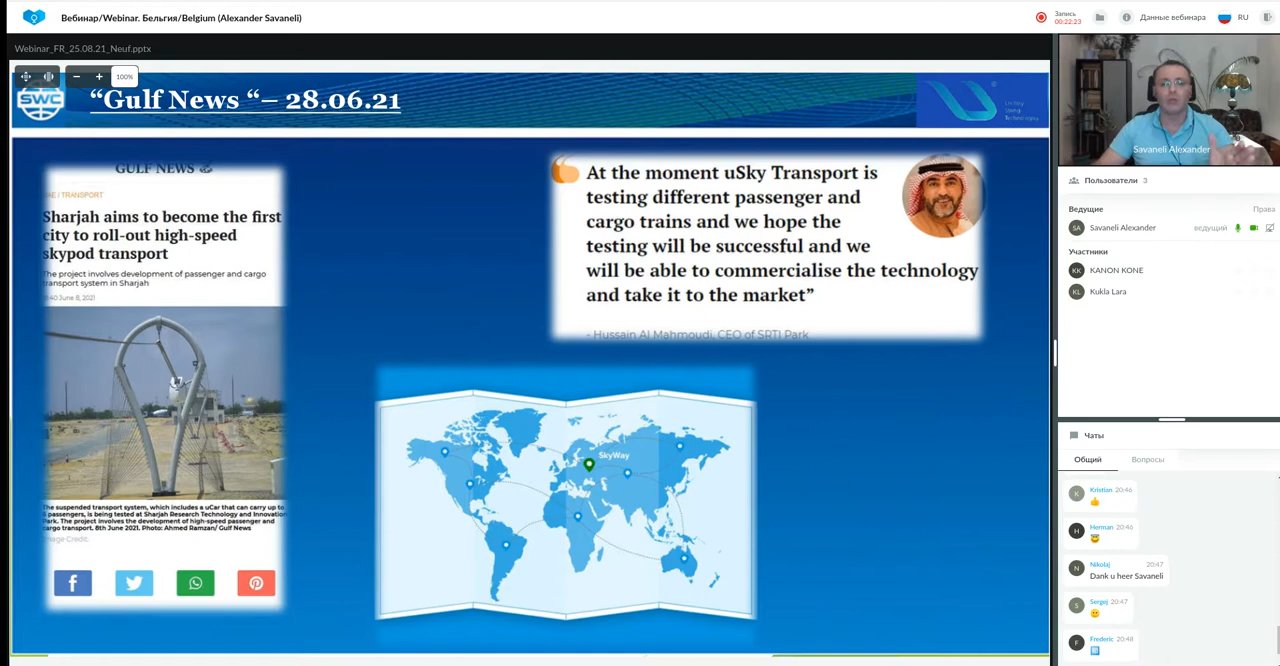 Вебинар/Webinar. Бельгия/Belgium (Alexander Savaneli)
Запись
00:22:23
Данные вебинара
RU
Webinar_FR_25.08.21_Neuf.pptx
100%
SWC
“Gulf News “– 28.06.21
GULF NEWS
UAE / TRANSPORT
Sharjah aims to become the first
city to roll-out high-speed
skypod transport
The project involves development of passenger and cargo
transport system in Sharjah
June 8, 2021
The suspended transport system, which includes a uCar that can carry up to
6 passengers, is being tested at Sharjah Research Technology and Innovation
Park. The project involves the development of high-speed passenger and
cargo transport. 8th June 2021. Photo: Ahmed Ramzan/ Gulf News
Image Credit:
At the moment uSky Transport is
testing different passenger and
cargo trains and we hope the
testing will be successful and we
will be able to commercialise the technology
and take it to the market”
- Hussain Al Mahmoudi, CEO of SRTI Park
SkyWay
Savaneli Alexander
Пользователи 3
Ведущие
Права
SA
Savaneli Alexander
ведущий
Участники
KK
KANON KONE
KL
Kukla Lara
Чаты
Общий
Вопросы
K
Kristian 20:46
H
Herman 20:46
N
Nikolaj 20:47
Dank u heer Savaneli
S
Sergej 20:47
F
Frederic 20:48